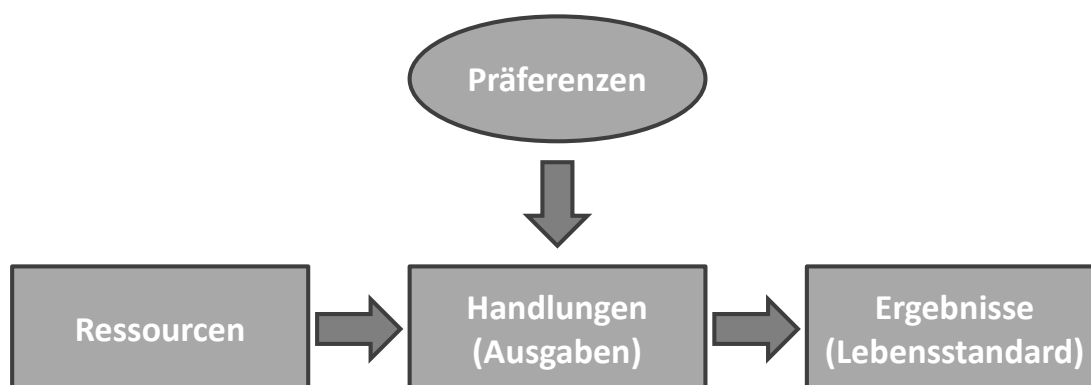 Präferenzen
Ressourcen
Handlungen
(Ausgaben)
Ergebnisse
(Lebensstandard)